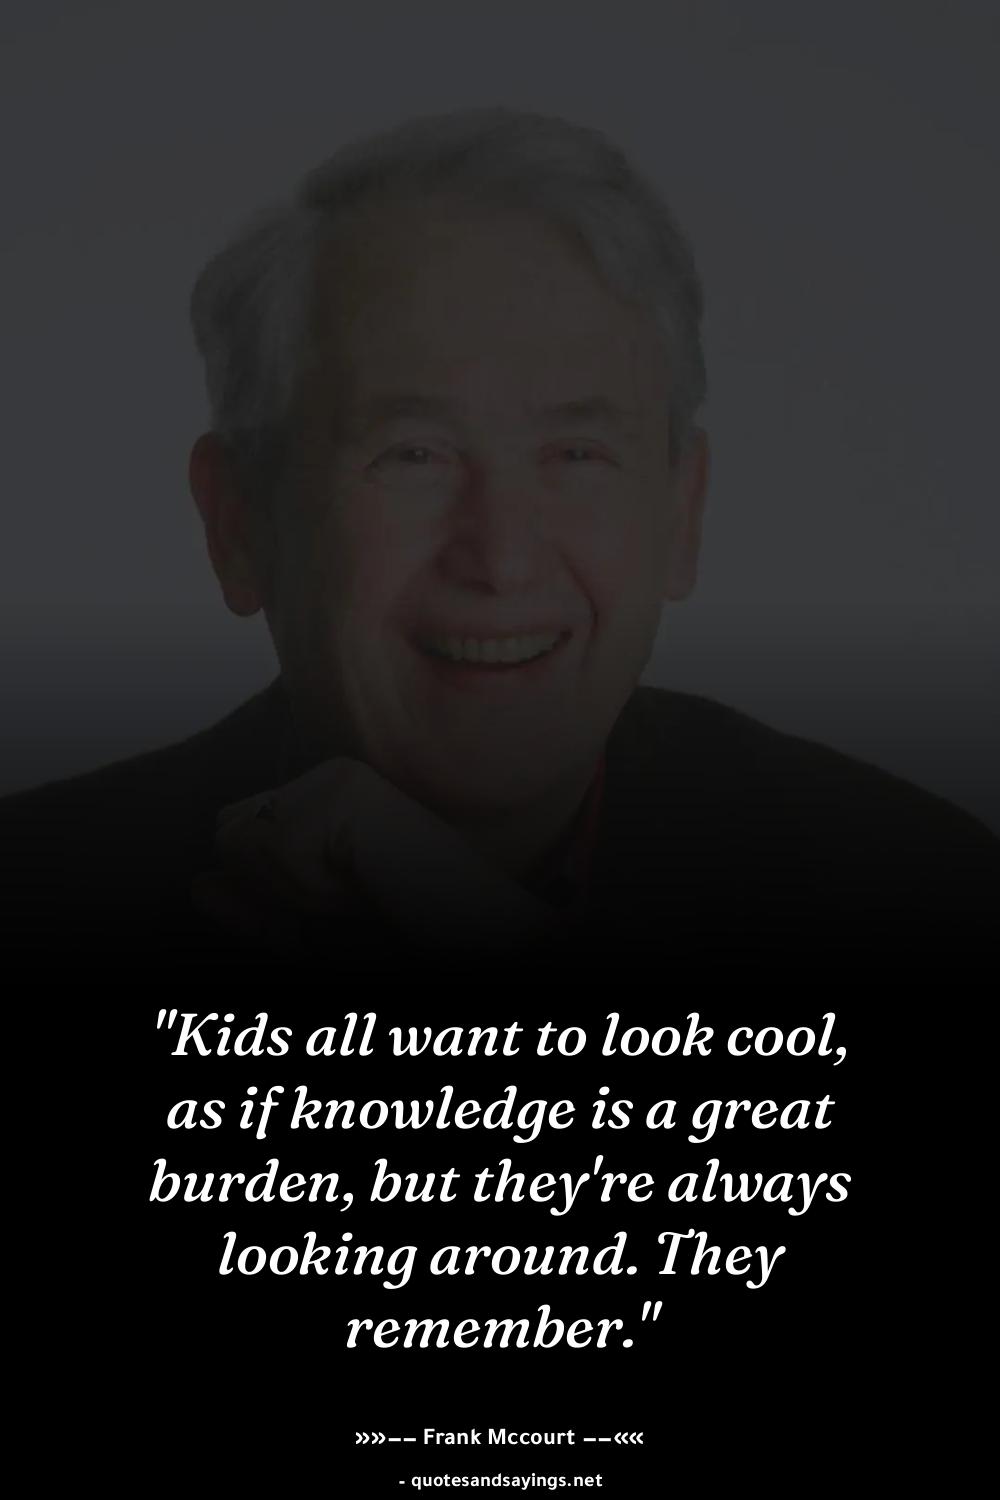 "Kids all want to look cool,
as if knowledge is a great
burden, but they're always
looking around. They
remember."
»»–– Frank Mccourt ––««
- quotesandsayings.net